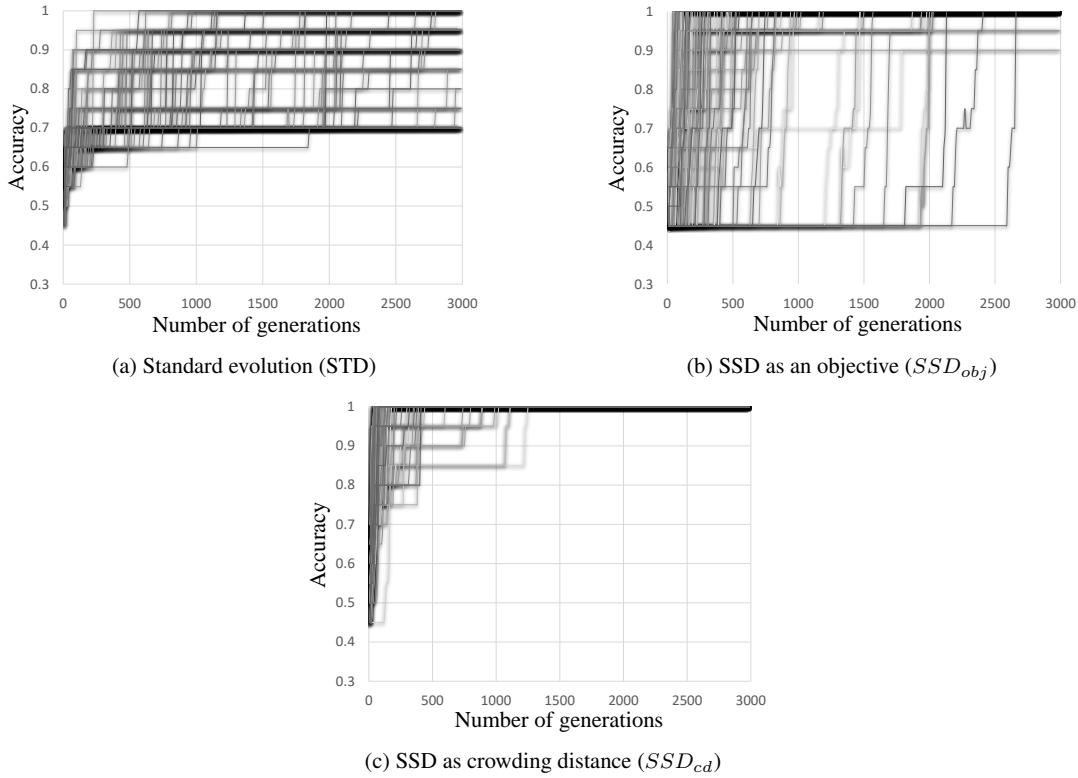 1
0.9
0.8
0.7
0.6
0.5
0.4
0.3
Accuracy
0 500 1000 1500 2000 2500 3000
Number of generations
(a) Standard evolution (STD)
1
0.9
0.8
0.7
0.6
0.5
0.4
0.3
Accuracy
0 500 1000 1500 2000 2500 3000
Number of generations
(b) SSD as an objective (SSD_obj)
1
0.9
0.8
0.7
0.6
0.5
0.4
0.3
Accuracy
0 500 1000 1500 2000 2500 3000
Number of generations
(c) SSD as crowding distance (SSD_cd)